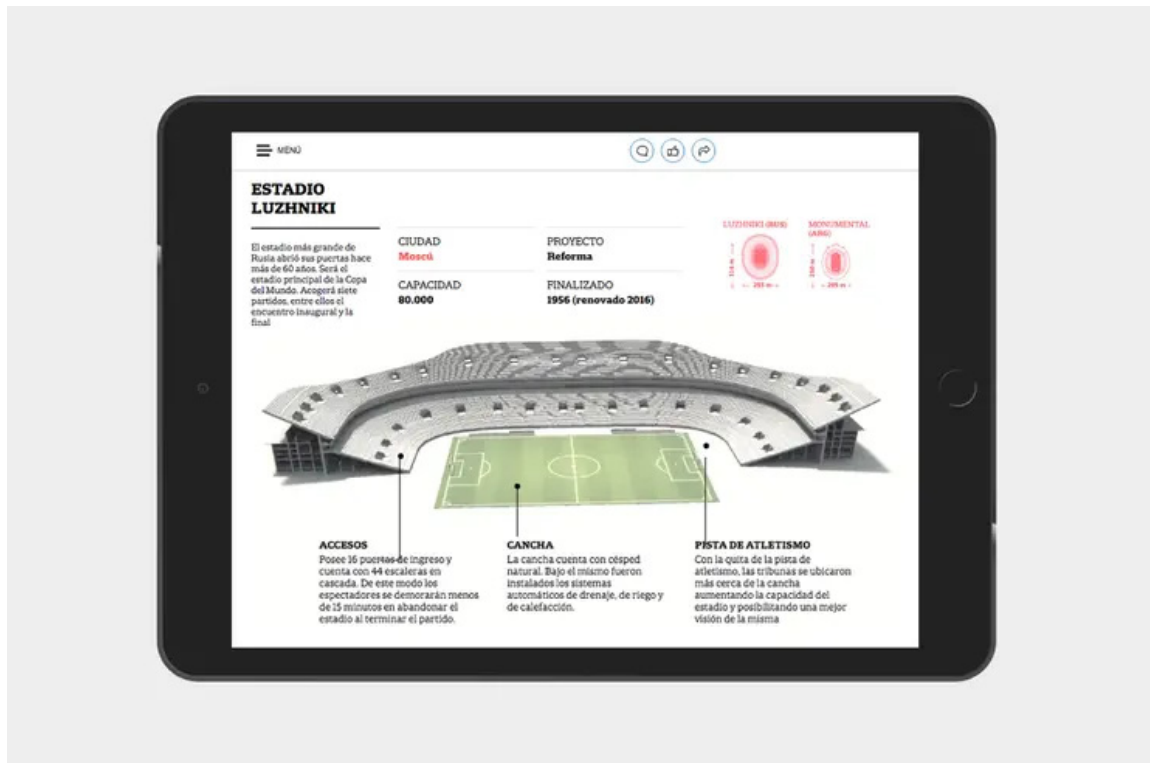 MENÚ
ESTADIO
LUZHNIKI
El estadio más grande de
Rusia abrió sus puertas hace
más de 60 años. Será el
estadio principal de la Copa
del Mundo. Acogerá siete
partidos, entre ellos el
encuentro inaugural y la
final
CIUDAD
Moscú
CAPACIDAD
80.000
PROYECTO
Reforma
FINALIZADO
1956 (renovado 2016)
LUZHNIKI (RUS)
MONUMENTAL
(ARG)
ACCESOS
Posee 16 puertas de ingreso y
cuenta con 44 escaleras en
cascada. De este modo los
espectadores se demorarán menos
de 15 minutos en abandonar el
estadio al terminar el partido.
CANCHA
La cancha cuenta con césped
natural. Bajo el mismo fueron
instalados los sistemas
automáticos de drenaje, de riego y
de calefacción.
PISTA DE ATLETISMO
Con la quita de la pista de
atletismo, las tribunas se ubicaron
más cerca de la cancha
aumentando la capacidad del
estadio y posibilitando una mejor
visión de la misma